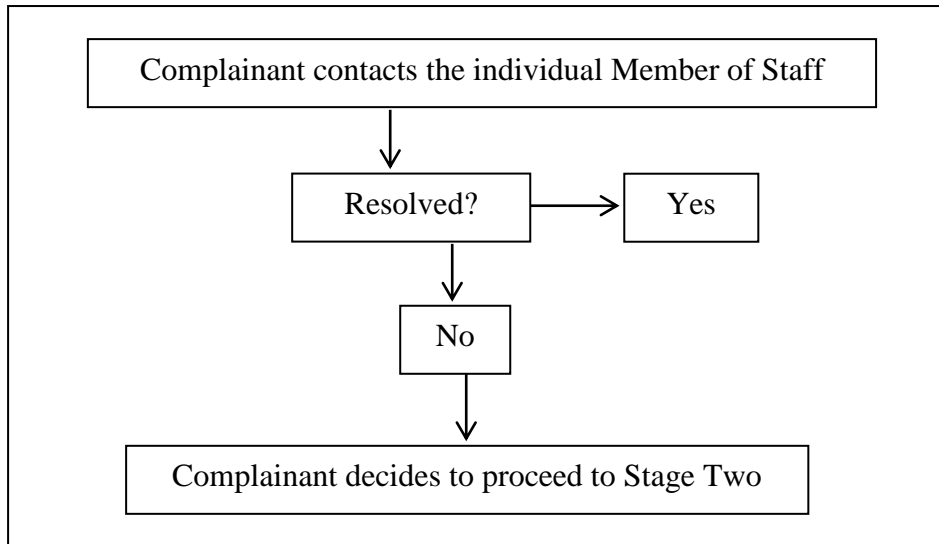 Complainant contacts the individual Member of Staff
Resolved?
Yes
No
Complainant decides to proceed to Stage Two